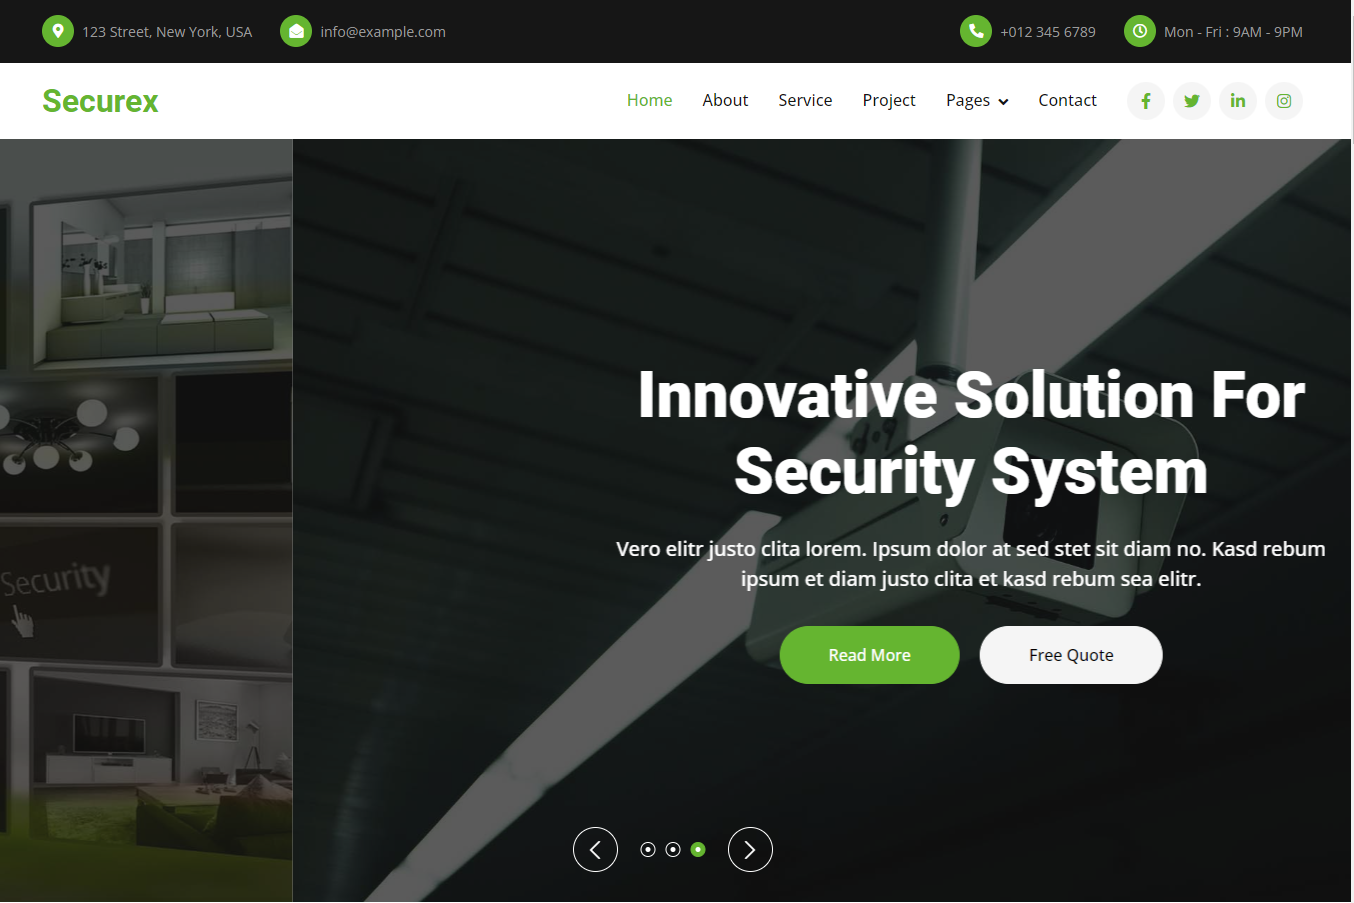 123 Street, New York, USA
info@example.com
+012 345 6789
Mon - Fri : 9AM - 9PM
Securex
Home
About
Service
Project
Pages
Contact
Innovative Solution For
Security System
Vero elitr justo clita lorem. Ipsum dolor at sed stet sit diam no. Kasd rebum
ipsum et diam justo clita et kasd rebum sea elitr.
Security
Read More
Free Quote